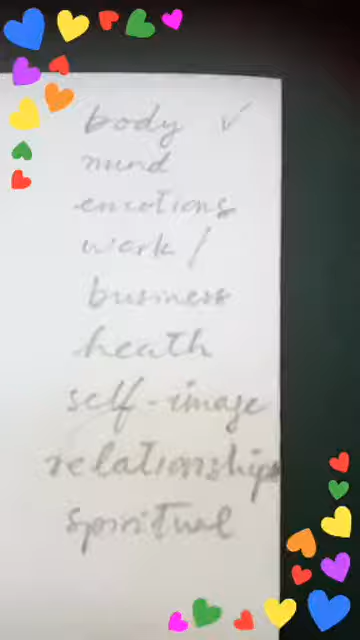 body ✓
mind
emotions
work /
business
heath
self-image
relationships
spiritual